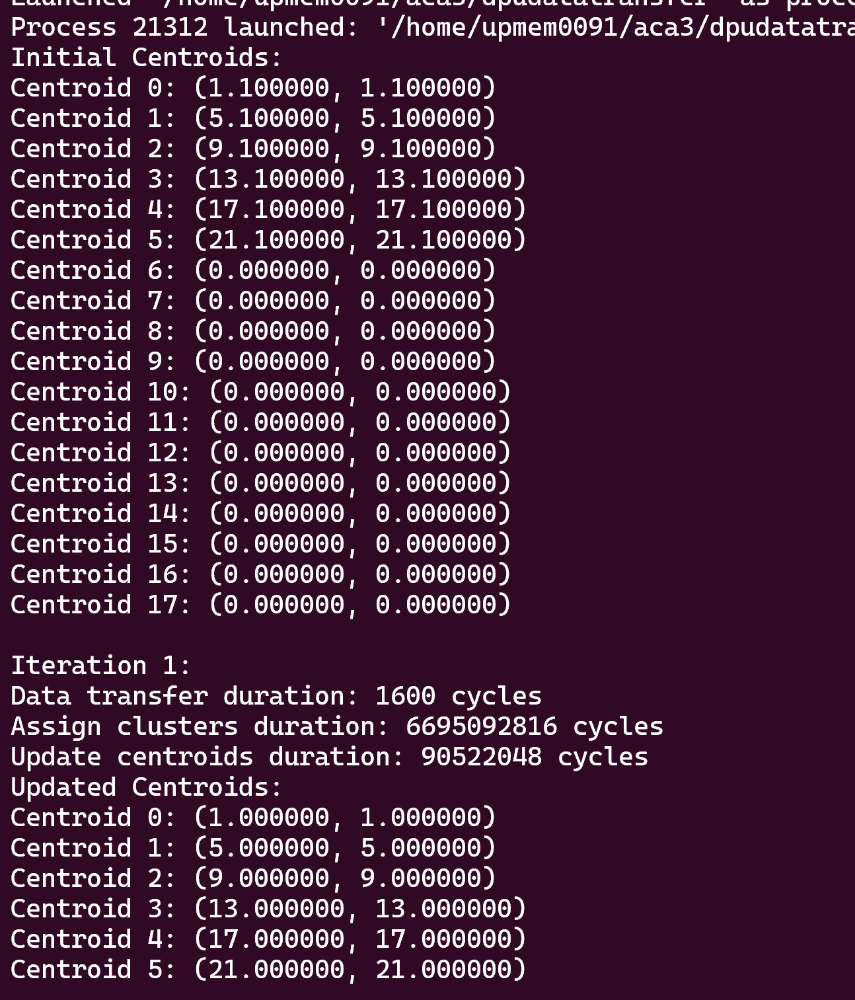 Launched '/home/upmem0091/aca3/dpudatatransfer' as proce
Process 21312 launched: '/home/upmem0091/aca3/dpudatatra
Initial Centroids:
Centroid 0: (1.100000, 1.100000)
Centroid 1: (5.100000, 5.100000)
Centroid 2: (9.100000, 9.100000)
Centroid 3: (13.100000, 13.100000)
Centroid 4: (17.100000, 17.100000)
Centroid 5: (21.100000, 21.100000)
Centroid 6: (0.000000, 0.000000)
Centroid 7: (0.000000, 0.000000)
Centroid 8: (0.000000, 0.000000)
Centroid 9: (0.000000, 0.000000)
Centroid 10: (0.000000, 0.000000)
Centroid 11: (0.000000, 0.000000)
Centroid 12: (0.000000, 0.000000)
Centroid 13: (0.000000, 0.000000)
Centroid 14: (0.000000, 0.000000)
Centroid 15: (0.000000, 0.000000)
Centroid 16: (0.000000, 0.000000)
Centroid 17: (0.000000, 0.000000)
Iteration 1:
Data transfer duration: 1600 cycles
Assign clusters duration: 6695092816 cycles
Update centroids duration: 90522048 cycles
Updated Centroids:
Centroid 0: (1.000000, 1.000000)
Centroid 1: (5.000000, 5.000000)
Centroid 2: (9.000000, 9.000000)
Centroid 3: (13.000000, 13.000000)
Centroid 4: (17.000000, 17.000000)
Centroid 5: (21.000000, 21.000000)